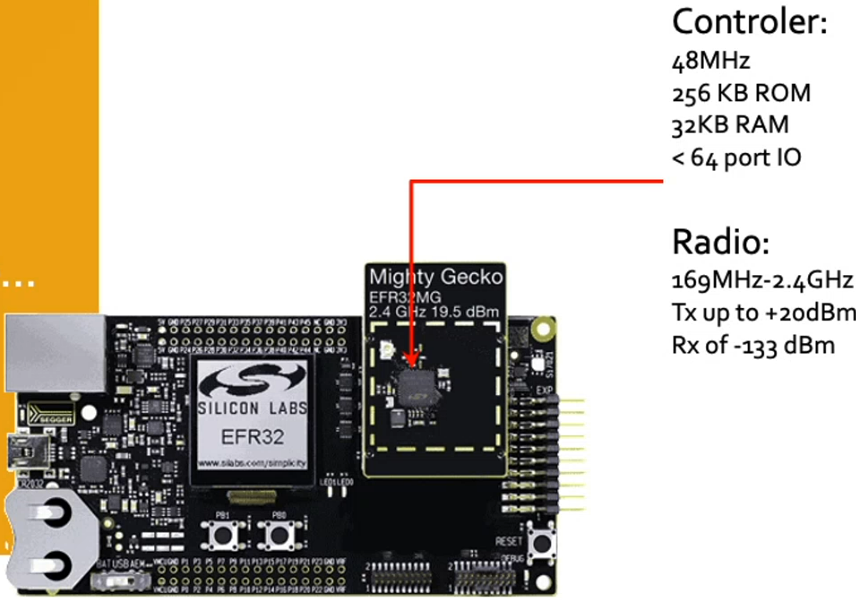 Controler:
48MHz
256 KB ROM
32KB RAM
< 64 port IO
Radio:
169MHz-2.4GHz
Tx up to +20dBm
Rx of -133 dBm
...
Mighty Gecko
EFR32MG
2.4 GHz 19.5 dBm
SILICON LABS
EFR32
www.silabs.com/simplicity
SEGGER
EXP
LED1 LED0
PB1 PB0
RESET
DEBUG
BAT USB AEM